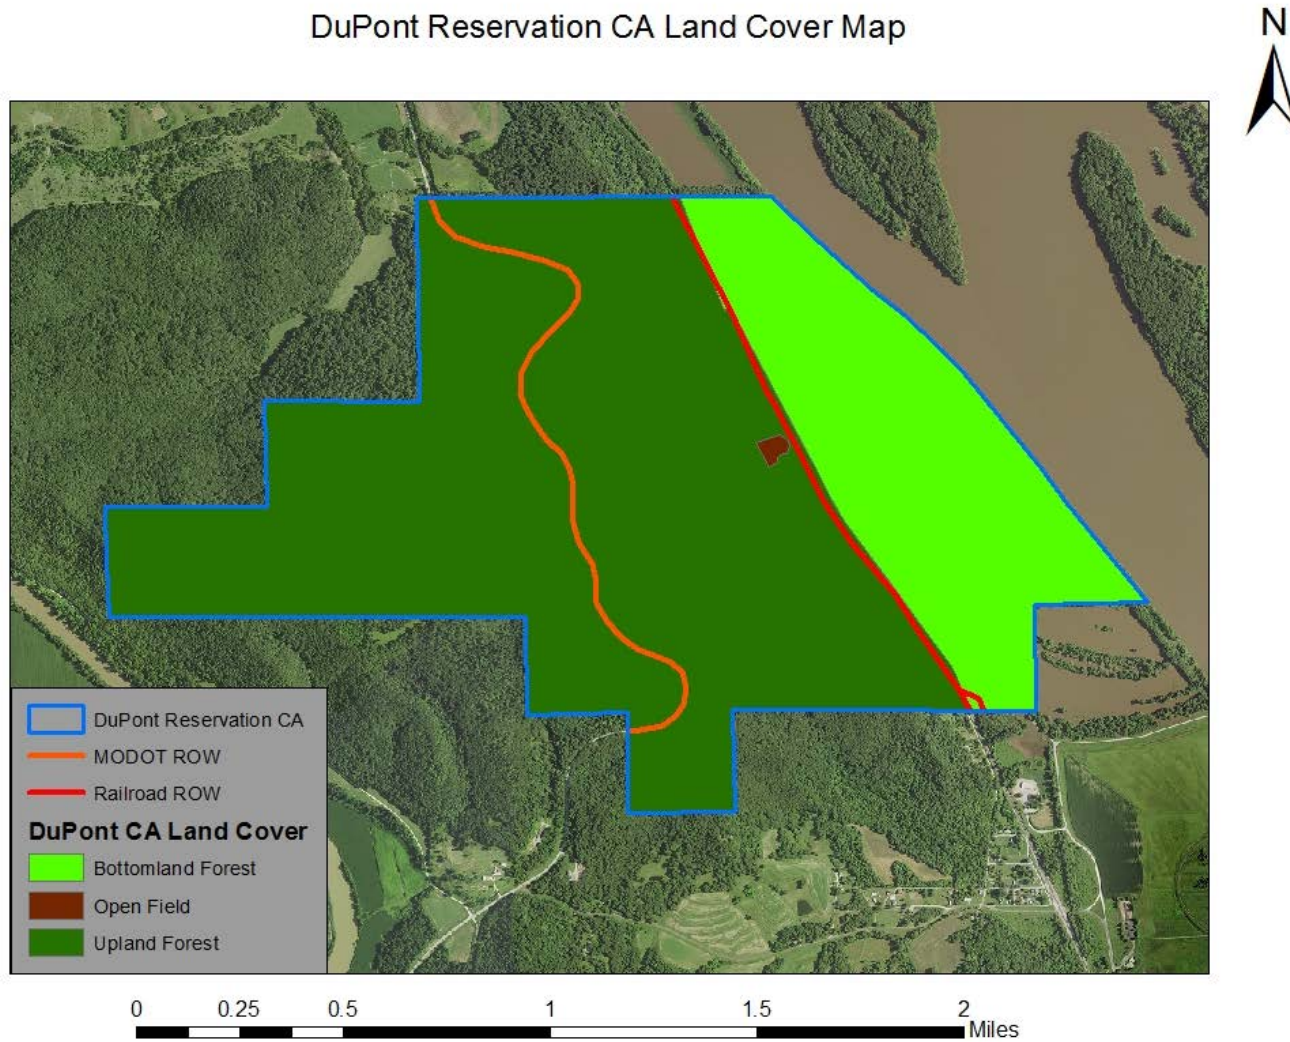 DuPont Reservation CA Land Cover Map
N
DuPont Reservation CA
MODOT ROW
Railroad ROW
DuPont CA Land Cover
Bottomland Forest
Open Field
Upland Forest
0 0.25 0.5 1 1.5 2
Miles